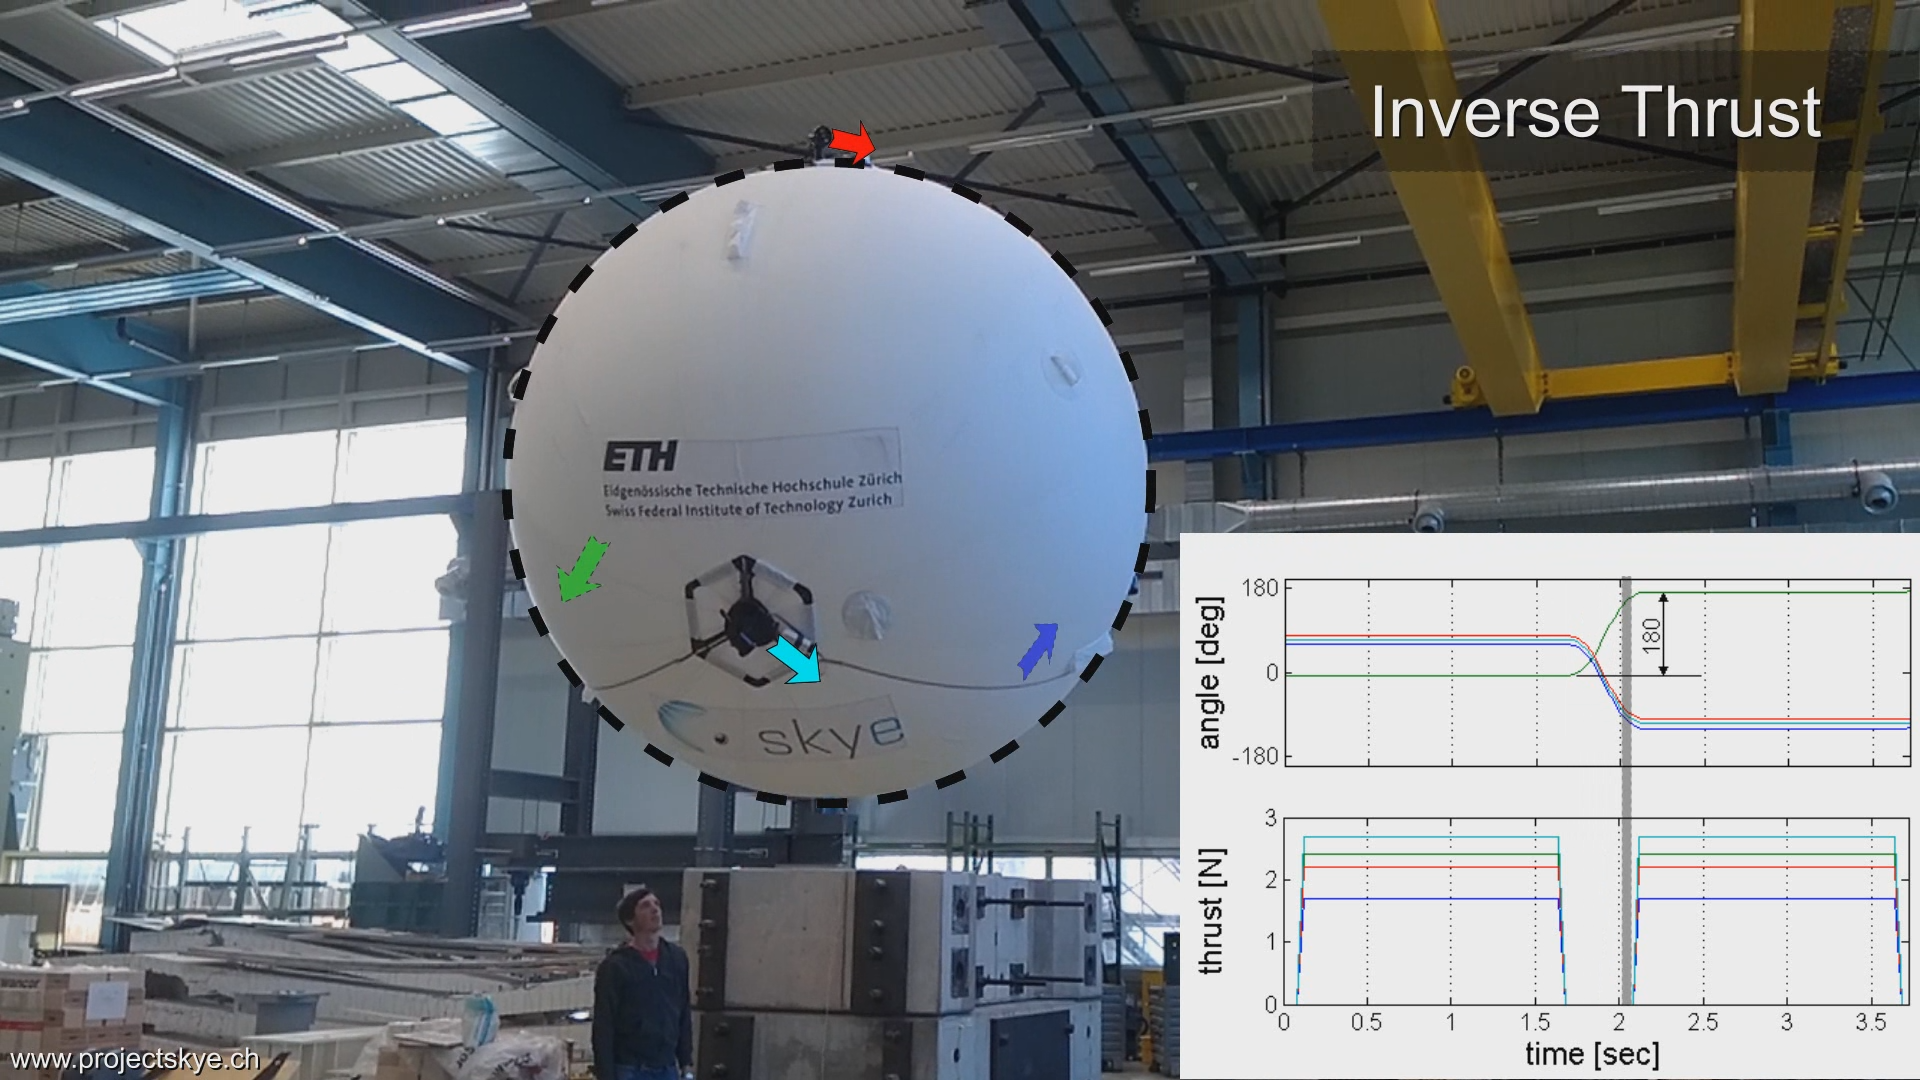 Inverse Thrust
ETH
Eidgenössische Technische Hochschule Zürich
Swiss Federal Institute of Technology Zurich
skye
angle [deg]
180
0
-180
180
thrust [N]
3
2
1
0
0 0.5 1 1.5 2 2.5 3 3.5
time [sec]
www.projectskye.ch